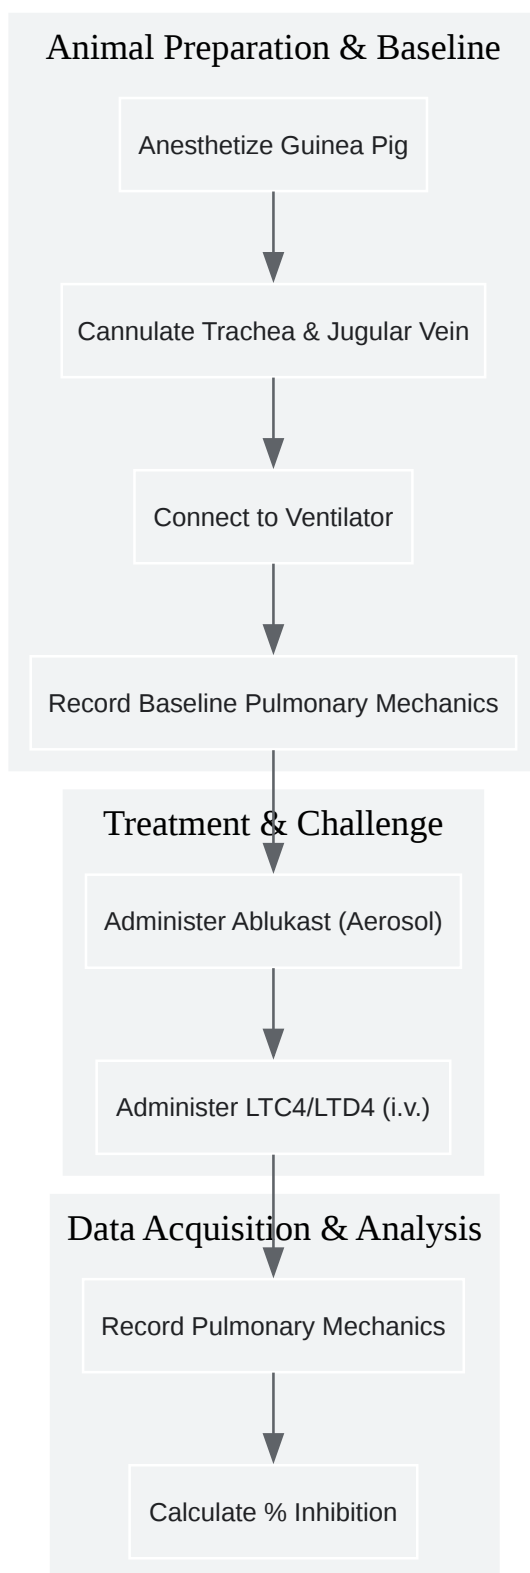 Animal Preparation & Baseline
Anesthetize Guinea Pig
Cannulate Trachea & Jugular Vein
Connect to Ventilator
Record Baseline Pulmonary Mechanics
Treatment & Challenge
Administer Ablukast (Aerosol)
Administer LTC4/LTD4 (i.v.)
Data Acquisition & Analysis
Record Pulmonary Mechanics
Calculate % Inhibition